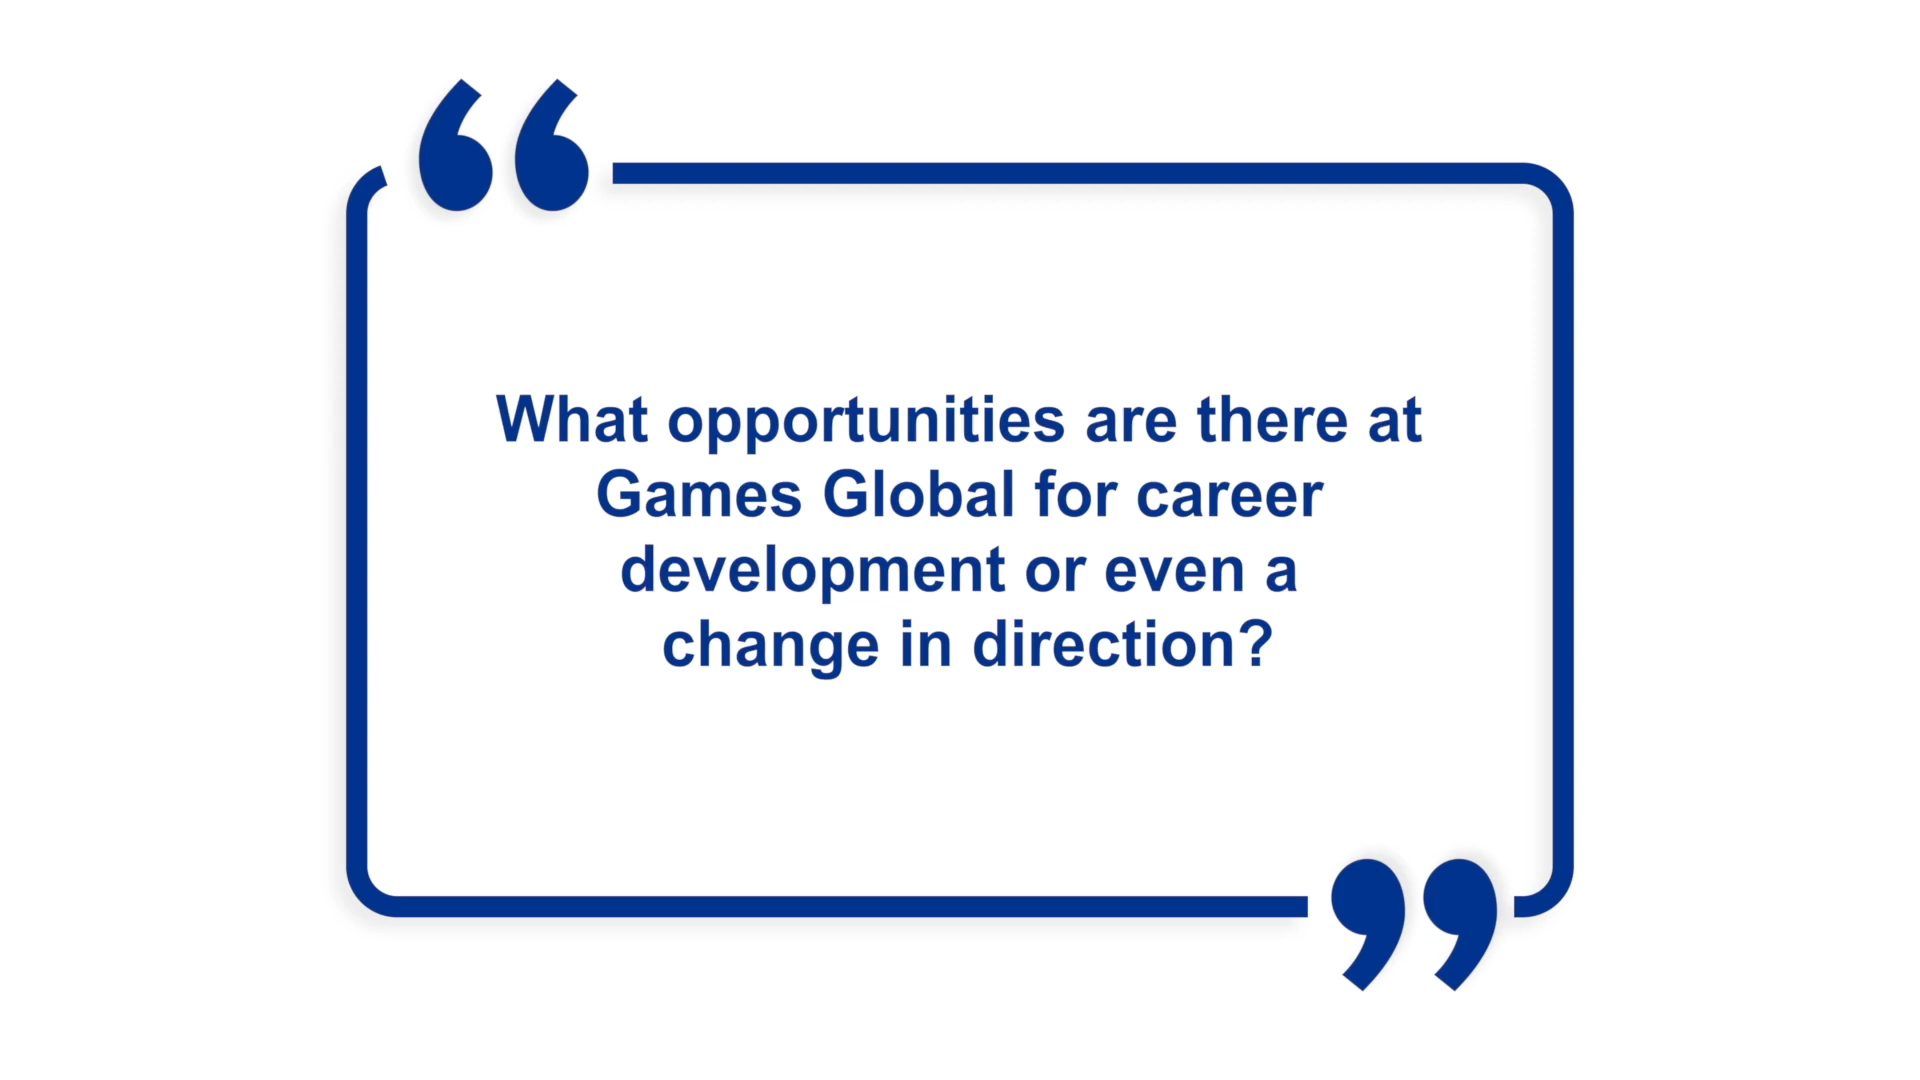 What opportunities are there at
Games Global for career
development or even a
change in direction?